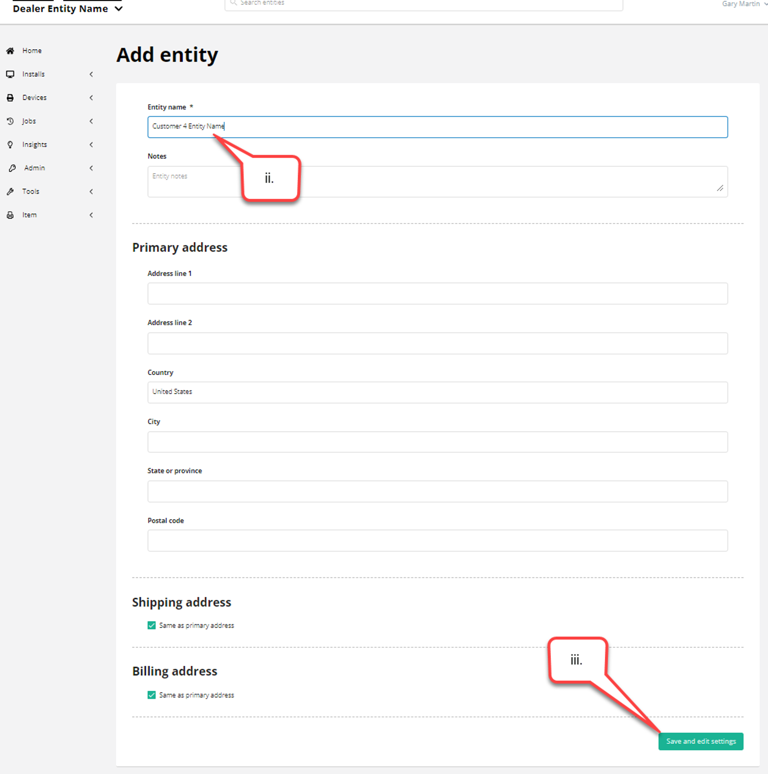 Dealer Entity Name
Search entities
Gary Martin
Home
Installs
Devices
Jobs
Insights
Admin
Tools
Item
Add entity
Entity name *
Customer 4 Entity Name
ii.
Notes
Entity notes
Primary address
Address line 1
Address line 2
Country
United States
City
State or province
Postal code
Shipping address
Same as primary address
Billing address
Same as primary address
iii.
Save and edit settings